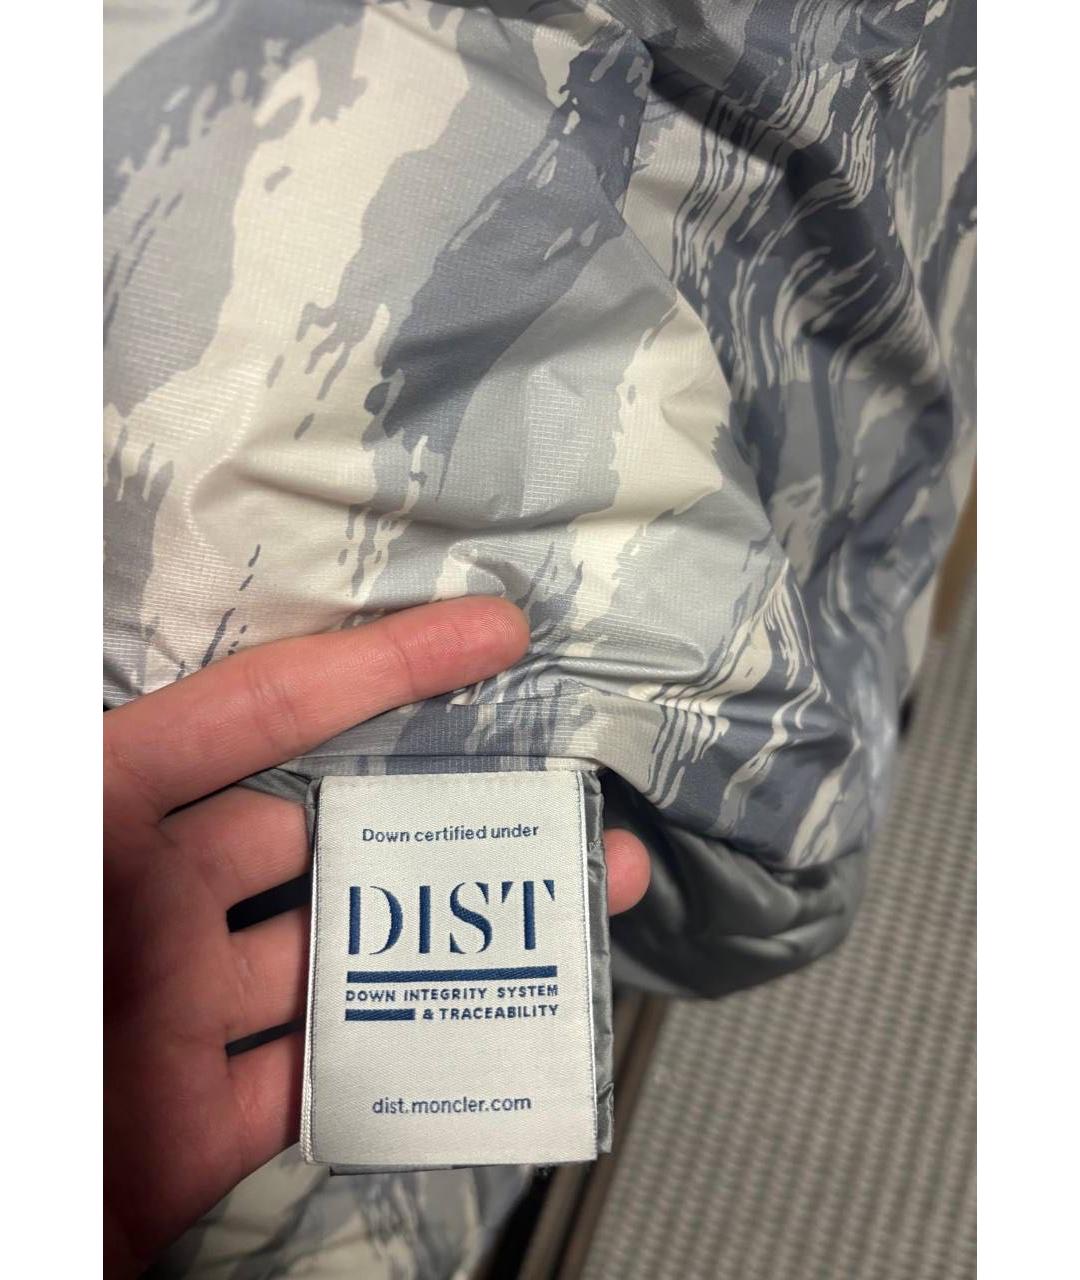 Down certified under
DIST
DOWN INTEGRITY SYSTEM
& TRACEABILITY
dist.moncler.com